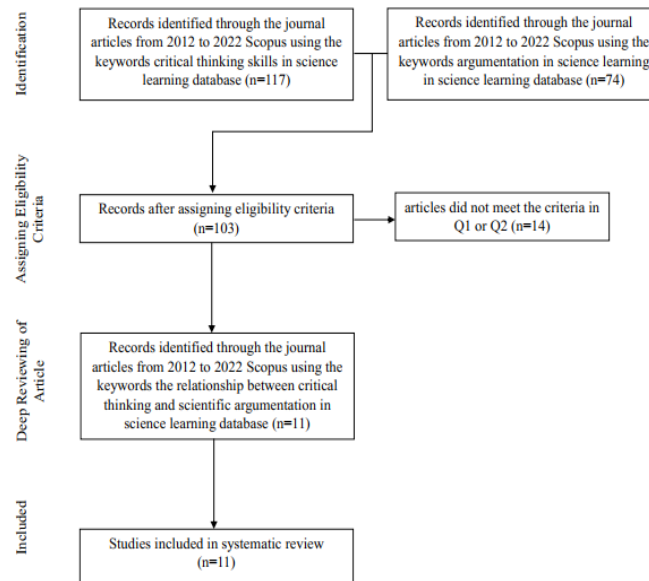 Identification
Records identified through the journal
articles from 2012 to 2022 Scopus using the
keywords critical thinking skills in science
learning database (n=117)
Records identified through the journal
articles from 2012 to 2022 Scopus using the
keywords argumentation in science learning
in science learning database (n=74)
Assigning Eligibility
Criteria
Records after assigning eligibility criteria
(n=103)
articles did not meet the criteria in
Q1 or Q2 (n=14)
Deep Reviewing of
Article
Records identified through the journal
articles from 2012 to 2022 Scopus using the
keywords the relationship between critical
thinking and scientific argumentation in
science learning database (n=11)
Included
Studies included in systematic review
(n=11)